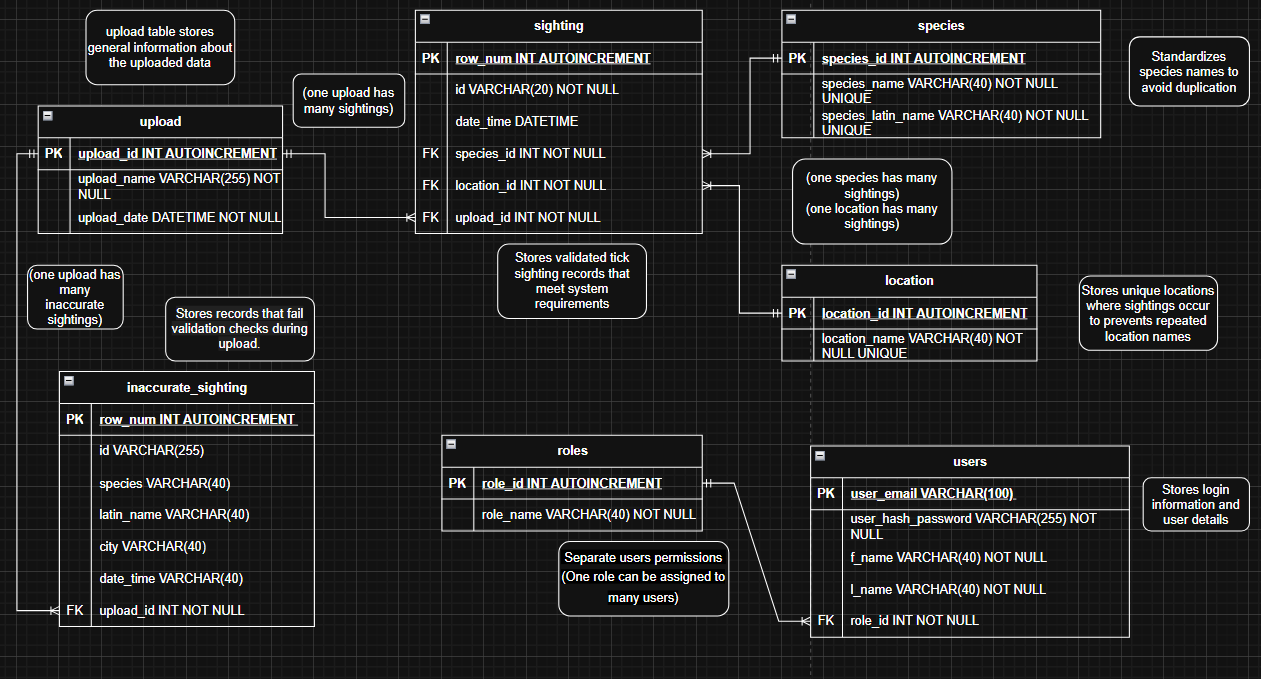 upload table stores
general information about
the uploaded data
(one upload has
many sightings)
upload
PK upload_id INT AUTOINCREMENT
upload_name VARCHAR(255) NOT
NULL
upload_date DATETIME NOT NULL
sighting
PK row_num INT AUTOINCREMENT
id VARCHAR(20) NOT NULL
date_time DATETIME
FK species_id INT NOT NULL
FK location_id INT NOT NULL
FK upload_id INT NOT NULL
species
PK species_id INT AUTOINCREMENT
species_name VARCHAR(40) NOT NULL
UNIQUE
species_latin_name VARCHAR(40) NOT NULL
UNIQUE
Standardizes
species names to
avoid duplication
(one species has many
sightings)
(one location has many
sightings)
Stores validated tick
sighting records that
meet system
requirements
(one upload has
many
inaccurate
sightings)
Stores records that fail
validation checks during
upload.
location
PK location_id INT AUTOINCREMENT
location_name VARCHAR(40) NOT
NULL UNIQUE
Stores unique locations
where sightings occur
to prevents repeated
location names
inaccurate_sighting
PK row_num INT AUTOINCREMENT
id VARCHAR(255)
species VARCHAR(40)
latin_name VARCHAR(40)
city VARCHAR(40)
date_time VARCHAR(40)
FK upload_id INT NOT NULL
roles
PK role_id INT AUTOINCREMENT
role_name VARCHAR(40) NOT NULL
Separate users permissions
(One role can be assigned to
many users)
users
PK user_email VARCHAR(100)
user_hash_password VARCHAR(255) NOT
NULL
f_name VARCHAR(40) NOT NULL
l_name VARCHAR(40) NOT NULL
FK role_id INT NOT NULL
Stores login
information and
user details